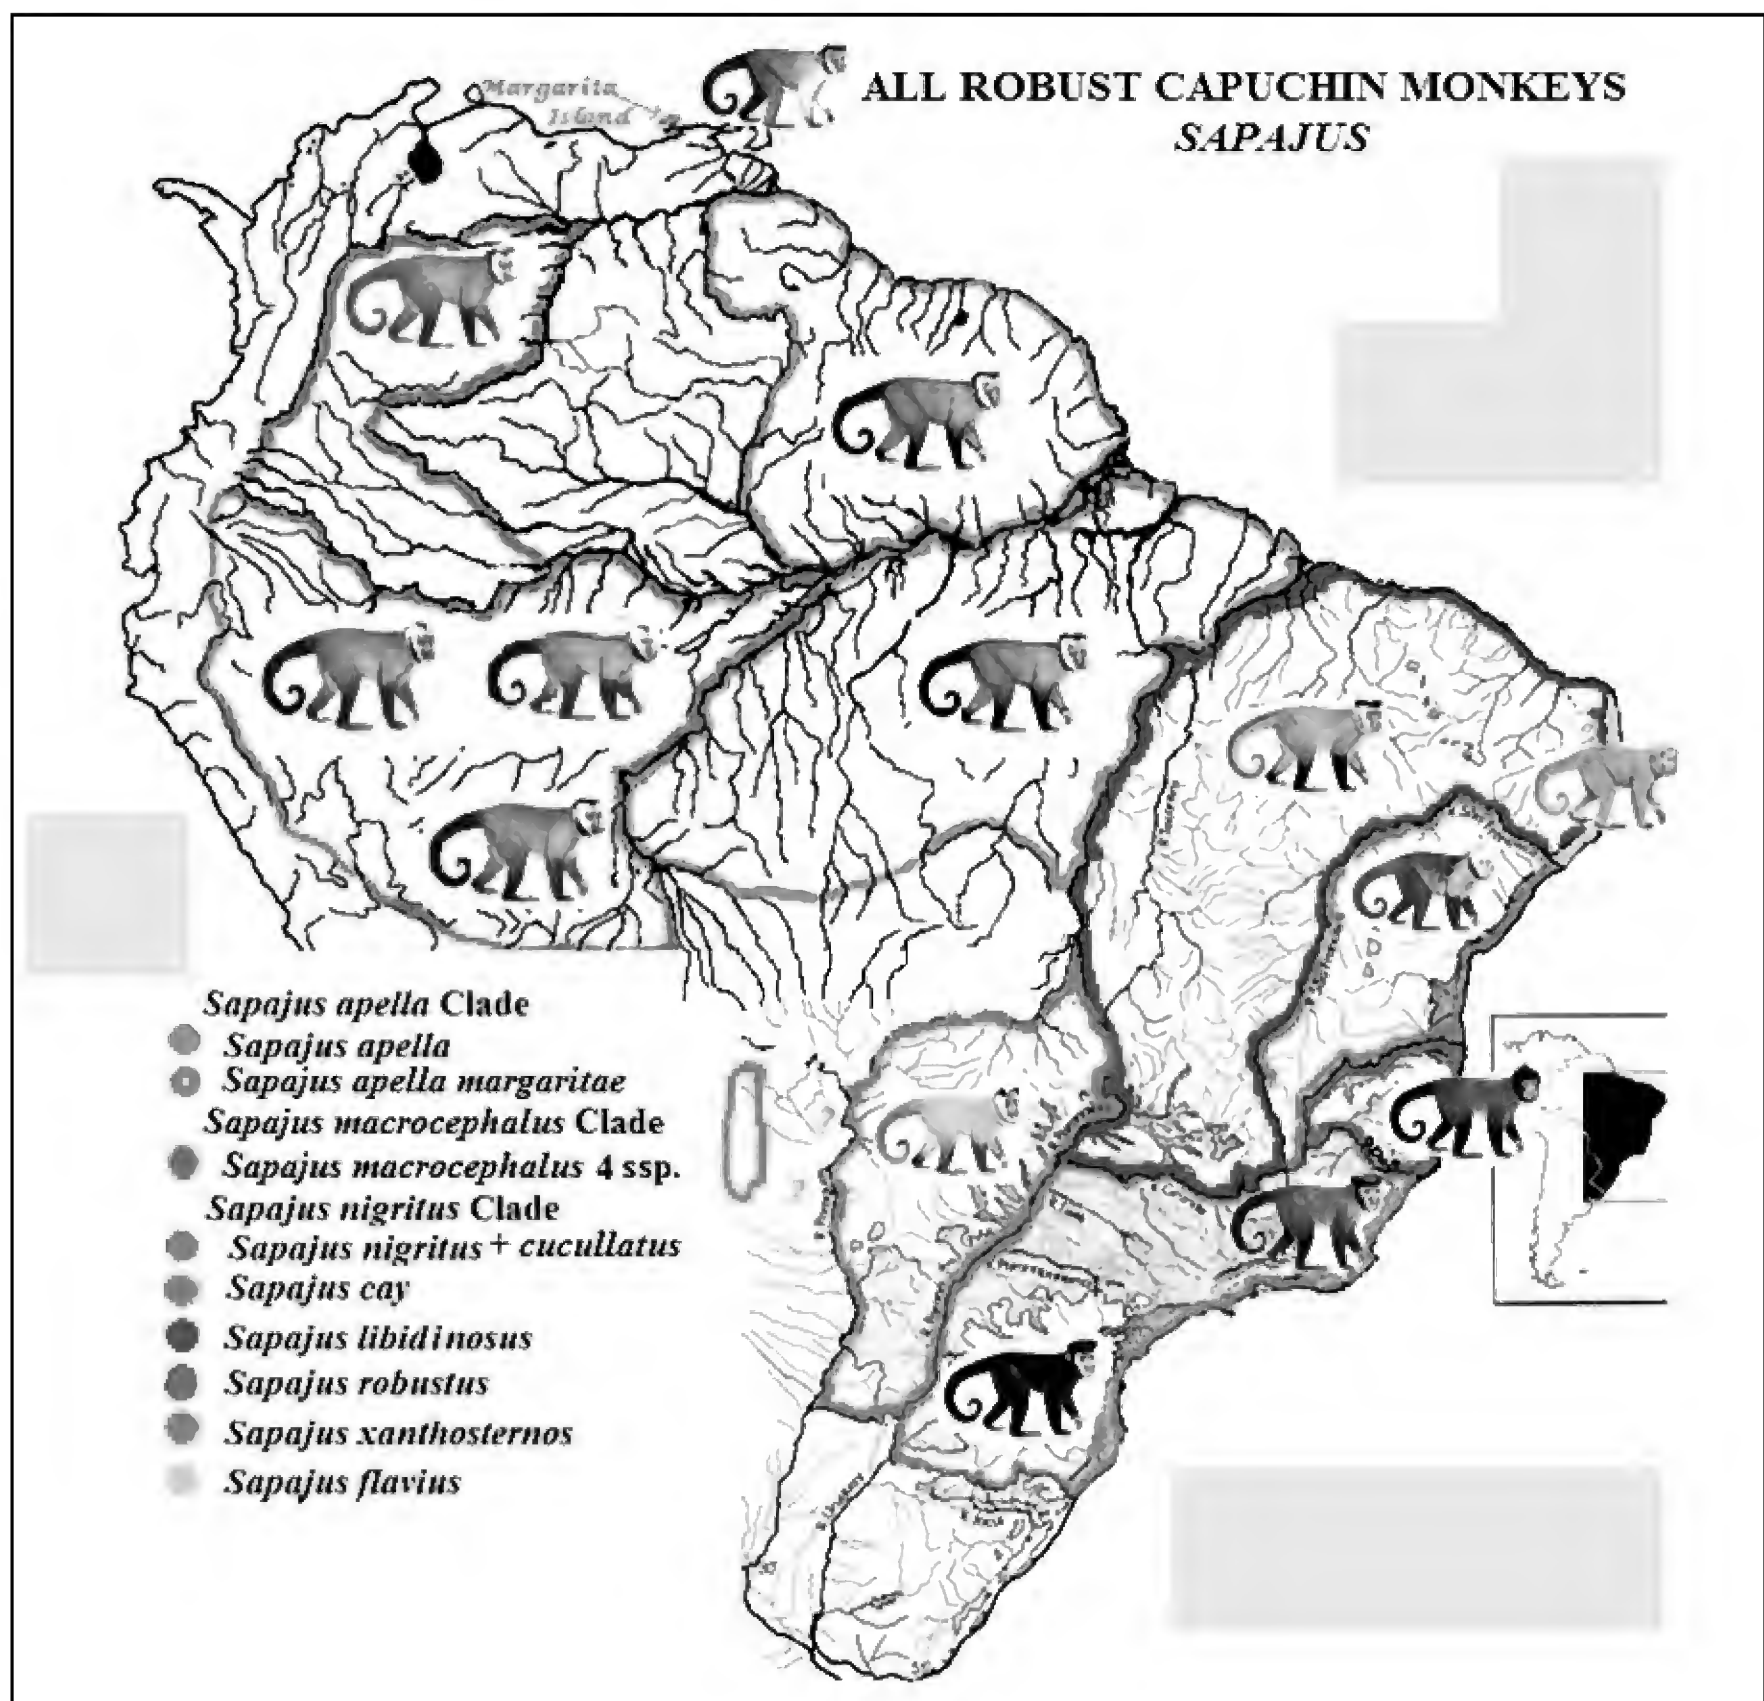 ALL ROBUST CAPUCHIN MONKEYS
SAPAJUS
Margarita
Island
Sapajus apella Clade
Sapajus apella
Sapajus apella margaritae
Sapajus macrocephalus Clade
Sapajus macrocephalus 4 ssp.
Sapajus nigritus Clade
Sapajus nigritus + cucullatus
Sapajus cay
Sapajus libidinosus
Sapajus robustus
Sapajus xanthosternos
Sapajus flavius